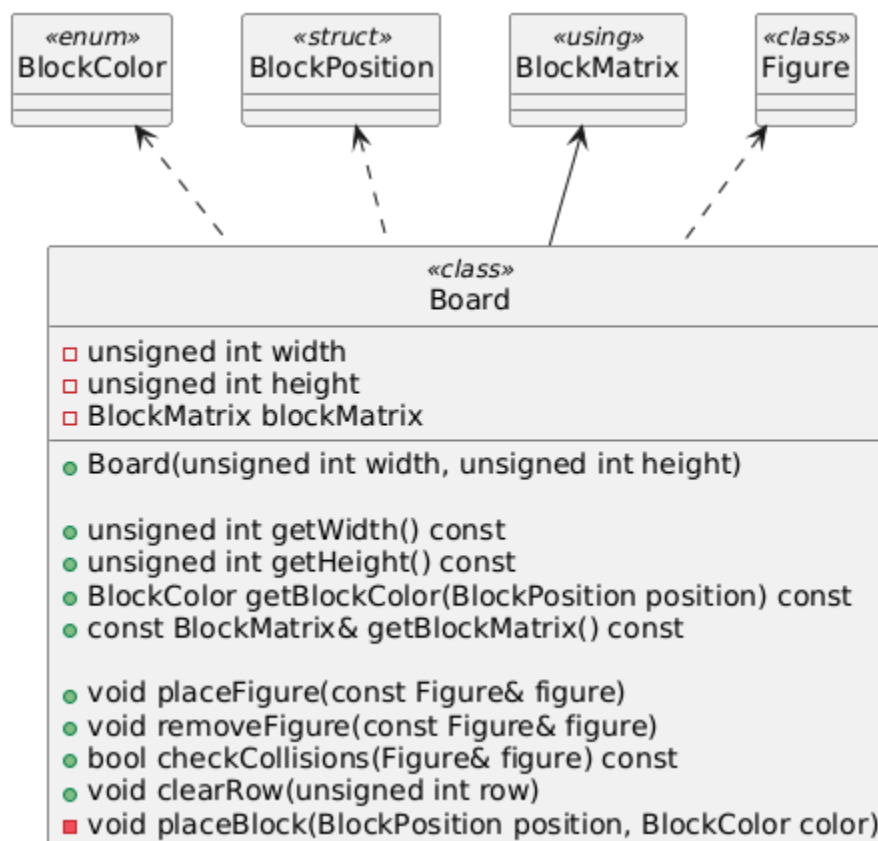 «enum»
BlockColor
«struct»
BlockPosition
«using»
BlockMatrix
«class»
Figure
«class»
Board
unsigned int width
unsigned int height
BlockMatrix blockMatrix
Board(unsigned int width, unsigned int height)
unsigned int getWidth() const
unsigned int getHeight() const
BlockColor getBlockColor(BlockPosition position) const
const BlockMatrix& getBlockMatrix() const
void placeFigure(const Figure& figure)
void removeFigure(const Figure& figure)
bool checkCollisions(Figure& figure) const
void clearRow(unsigned int row)
void placeBlock(BlockPosition position, BlockColor color)